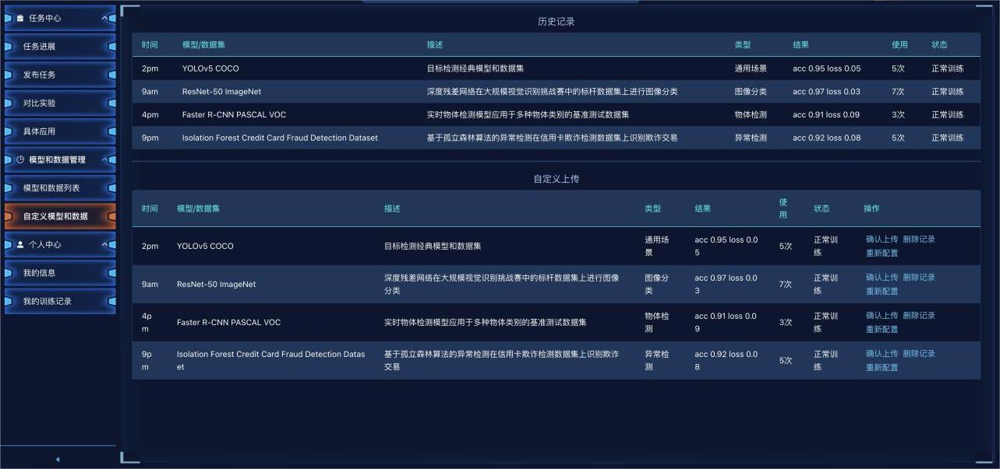 任务中心
任务进展
发布任务
对比实验
具体应用
模型和数据管理
模型和数据列表
自定义模型和数据
个人中心
我的信息
我的训练记录
历史记录
时间 模型/数据集 描述 类型 结果 使用 状态
2pm YOLOv5 COCO 目标检测经典模型和数据集 通用场景 acc 0.95 loss 0.05 5次 正常训练
9am ResNet-50 ImageNet 深度残差网络在大规模视觉识别挑战赛中的标杆数据集上进行图像分类 图像分类 acc 0.97 loss 0.03 7次 正常训练
4pm Faster R-CNN PASCAL VOC 实时物体检测模型应用于多种物体类别的基准测试数据集 物体检测 acc 0.91 loss 0.09 3次 正常训练
9pm Isolation Forest Credit Card Fraud Detection Dataset 基于孤立森林算法的异常检测在信用卡欺诈检测数据集上识别欺诈交易 异常检测 acc 0.92 loss 0.08 5次 正常训练
自定义上传
时间 模型/数据集 描述 类型 结果 使 状态 操作
用
2pm YOLOv5 COCO 目标检测经典模型和数据集 通用场 acc 0.95 loss 0.0 5次 正常训 确认上传 删除记录
景 5 练 重新配置
9am ResNet-50 ImageNet 深度残差网络在大规模视觉识别挑战赛中的标杆数据集上进行图像 图像分 acc 0.97 loss 0.0 7次 正常训 确认上传 删除记录
分类 类 3 练 重新配置
4p Faster R-CNN PASCAL VOC 实时物体检测模型应用于多种物体类别的基准测试数据集 物体检 acc 0.91 loss 0.0 3次 正常训 确认上传 删除记录
m 测 9 练 重新配置
9p Isolation Forest Credit Card Fraud Detection Datas 基于孤立森林算法的异常检测在信用卡欺诈检测数据集上识别欺诈 异常检 acc 0.92 loss 0.0 5次 正常训 确认上传 删除记录
m et 交易 测 8 练 重新配置